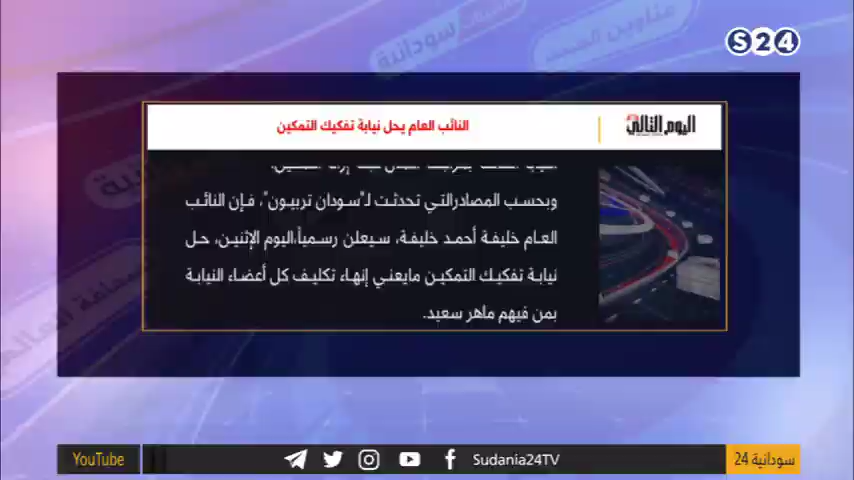 S24
اليوم التالي
النائب العام يحل نيابة تفكيك التمكين
وبحسب المصادرالتي تحدثت لـ"سودان تربيون"، فإن النائب
العام خليفة أحمد خليفة، سيعلن رسمياً،اليوم الإثنين، حل
نيابة تفكيك التمكين مايعني إنهاء تكليف كل أعضاء النيابة
بمن فيهم ماهر سعيد.
YouTube
Sudania24TV
سودانية 24